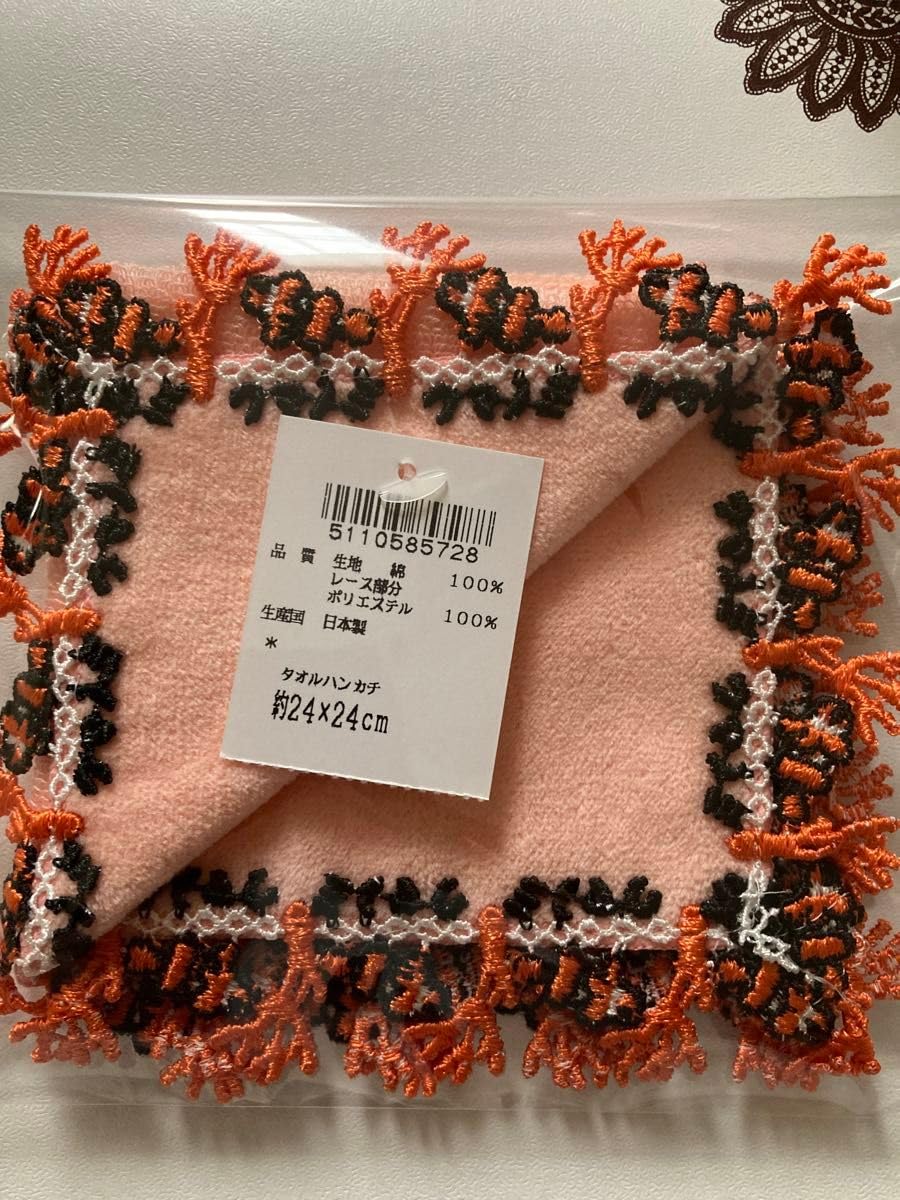 5110585728
品質 生地 綿 100%
レース部分
ポリエステル 100%
生産国 日本製
*
タオルハンカチ
約24×24cm